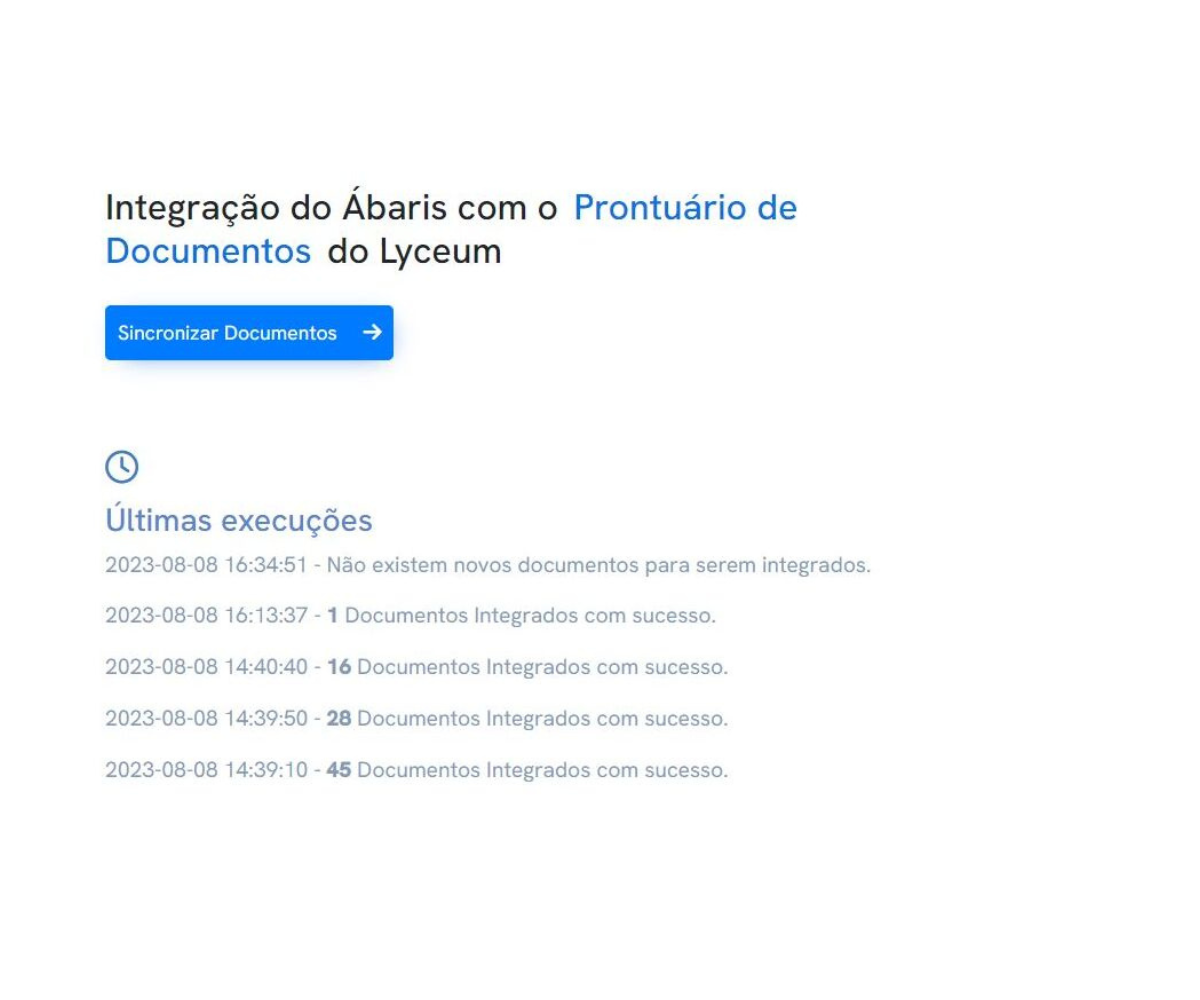 Integração do Ábaris com o Prontuário de
Documentos do Lyceum
Sincronizar Documentos →
Últimas execuções
2023-08-08 16:34:51 - Não existem novos documentos para serem integrados.
2023-08-08 16:13:37 - 1 Documentos Integrados com sucesso.
2023-08-08 14:40:40 - 16 Documentos Integrados com sucesso.
2023-08-08 14:39:50 - 28 Documentos Integrados com sucesso.
2023-08-08 14:39:10 - 45 Documentos Integrados com sucesso.